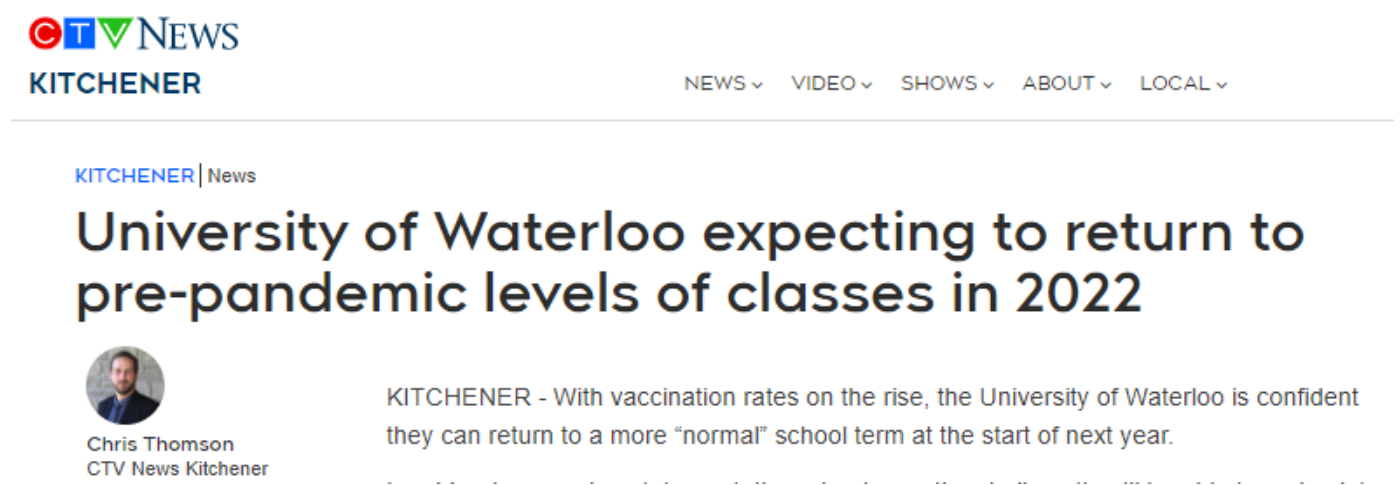 CTV NEWS
KITCHENER
NEWS VIDEO SHOWS ABOUT LOCAL
KITCHENER | News
University of Waterloo expecting to return to
pre-pandemic levels of classes in 2022
Chris Thomson
CTV News Kitchener
KITCHENER - With vaccination rates on the rise, the University of Waterloo is confident
they can return to a more “normal” school term at the start of next year.